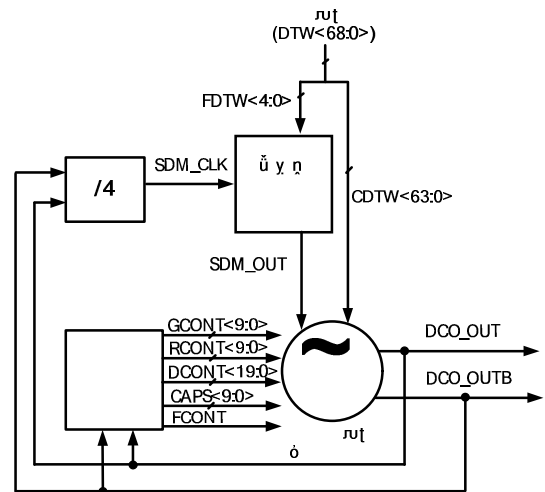 (DTW<68:0>)
FDTW<4:0>
SDM_CLK
/4
CDTW<63:0>
SDM_OUT
GCONT<9:0>
RCONT<9:0>
DCONT<19:0>
CAPS<9:0>
FCONT
DCO_OUT
DCO_OUTB